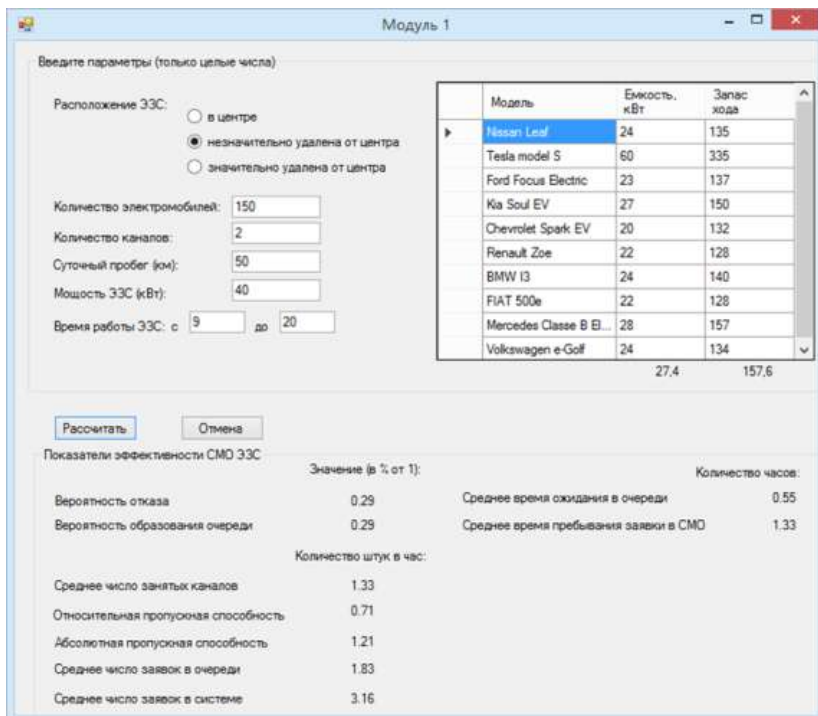 Модуль 1
Введите параметры (только целые числа)
Расположение ЭЗС:
в центре
незначительно удалена от центра
значительно удалена от центра
Количество электромобилей: 150
Количество каналов: 2
Суточный пробег (км): 50
Мощность ЭЗС (кВт): 40
Время работы ЭЗС: с 9 до 20
Модель Емкость, кВт Запас хода
Nissan Leaf 24 135
Tesla model S 60 335
Ford Focus Electric 23 137
Kia Soul EV 27 150
Chevrolet Spark EV 20 132
Renault Zoe 22 128
BMW I3 24 140
FIAT 500e 22 128
Mercedes Classe B El... 28 157
Volkswagen e-Golf 24 134
27,4 157,6
Рассчитать Отмена
Показатели эффективности СМО ЭЗС
Значение (в % от 1):
Вероятность отказа 0.29
Вероятность образования очереди 0.29
Количество штук в час:
Среднее число занятых каналов 1.33
Относительная пропускная способность 0.71
Абсолютная пропускная способность 1.21
Среднее число заявок в очереди 1.83
Среднее число заявок в системе 3.16
Количество часов:
Среднее время ожидания в очереди 0.55
Среднее время пребывания заявки в СМО 1.33